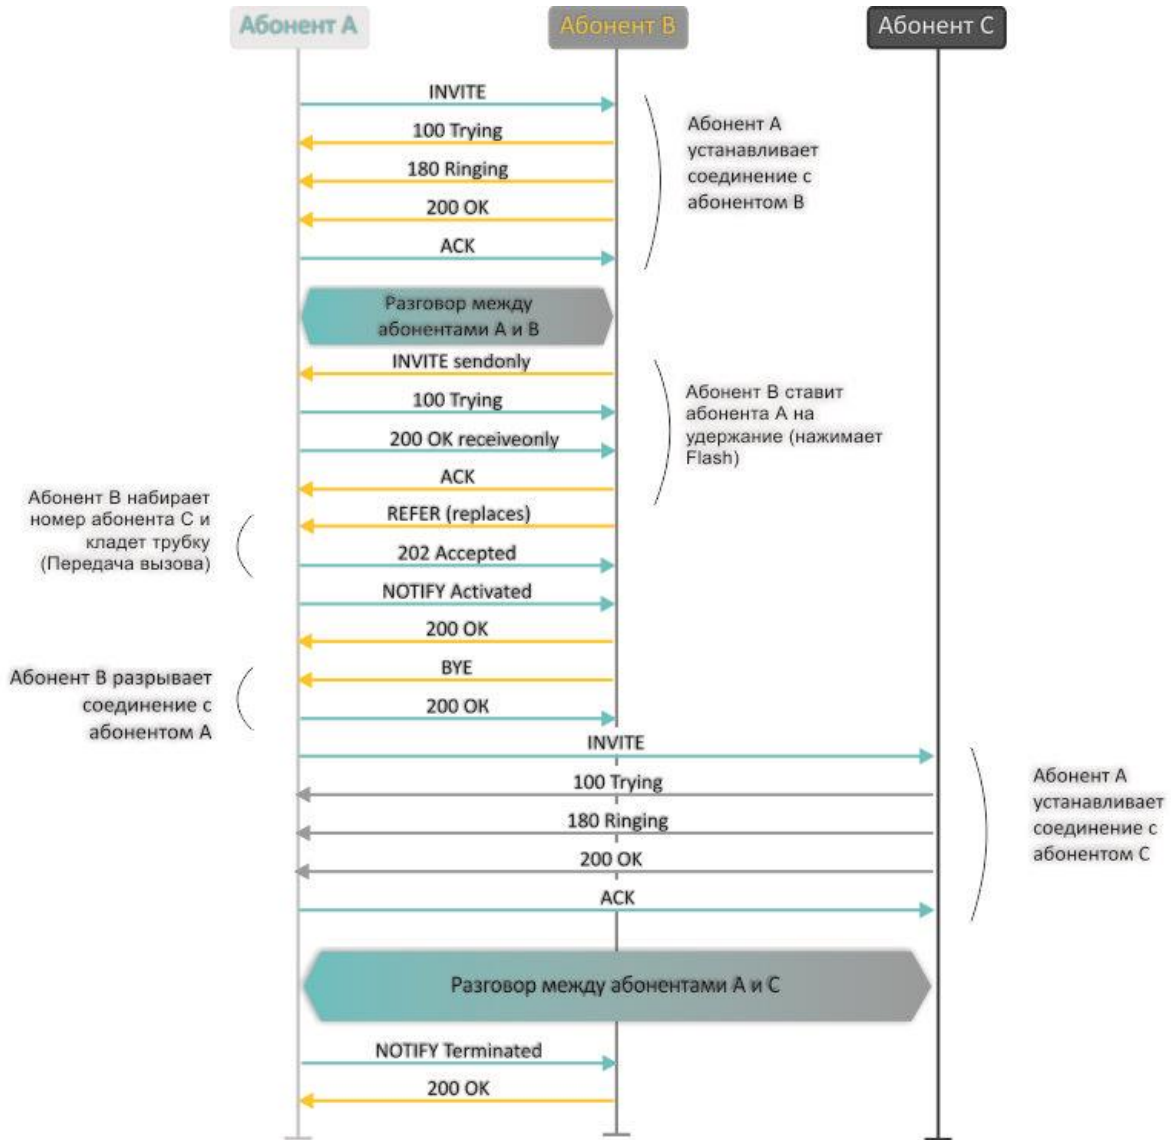 Абонент A
Абонент B
Абонент C
INVITE
100 Trying
180 Ringing
200 OK
ACK
Абонент А
устанавливает
соединение с
абонентом В
Разговор между
абонентами А и В
INVITE sendonly
100 Trying
200 OK receiveonly
ACK
Абонент В ставит
абонента А на
удержание (нажимает
Flash)
REFER (replaces)
202 Accepted
Абонент В набирает
номер абонента С и
кладет трубку
(Передача вызова)
NOTIFY Activated
200 OK
BYE
200 OK
Абонент В разрывает
соединение с
абонентом А
INVITE
100 Trying
180 Ringing
200 OK
ACK
Абонент А
устанавливает
соединение с
абонентом С
Разговор между абонентами А и С
NOTIFY Terminated
200 OK